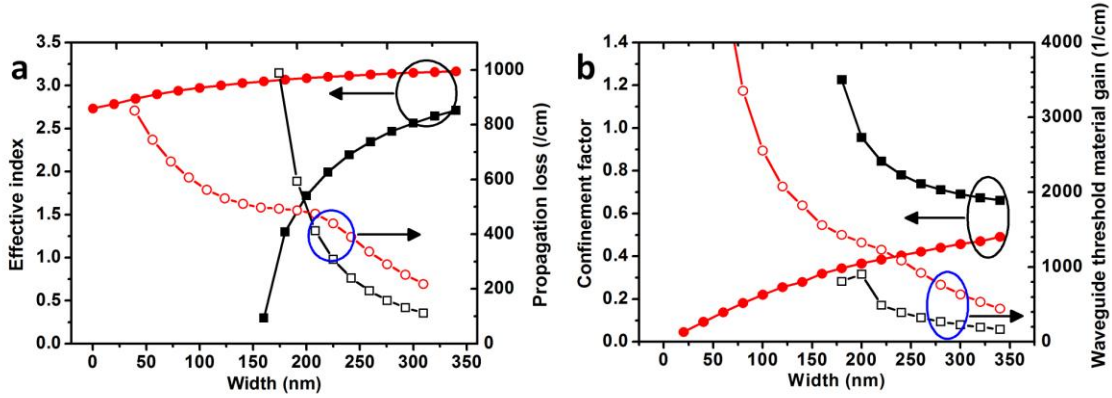 a
Effective index
3.5
3.0
2.5
2.0
1.5
1.0
0.5
0.0
0 50 100 150 200 250 300 350
Width (nm)
1000
800
600
400
200
0
Propagation loss (/cm)
b
Confinement factor
1.4
1.2
1.0
0.8
0.6
0.4
0.2
0.0
0 50 100 150 200 250 300 350
Width (nm)
4000
3000
2000
1000
0
Waveguide threshold material gain (1/cm)